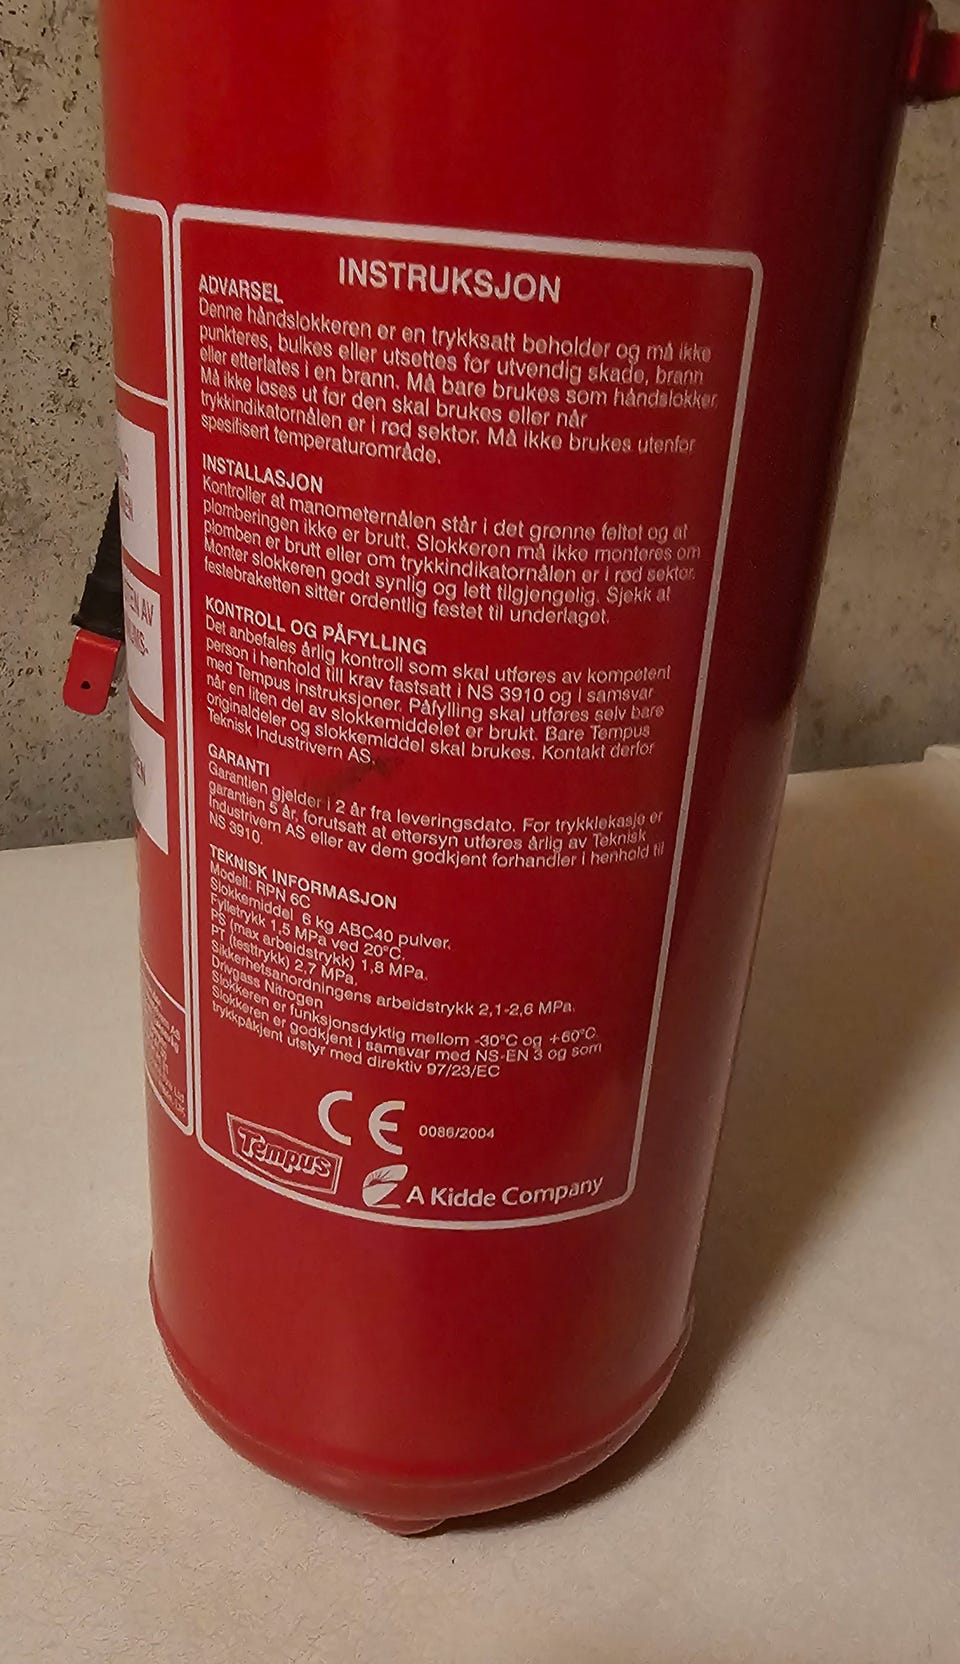 INSTRUKSJON
ADVARSEL
Denne håndslokkeren er en trykksatt beholder og må ikke
punkteres, bulkes eller utsettes for utvendig skade, brann
eller etterlates i en brann. Må bare brukes som håndslokker.
Må ikke løses ut før den skal brukes eller når
trykkindikatornålen er i rød sektor. Må ikke brukes utenfor
spesifisert temperaturområde.
INSTALLASJON
Kontroller at manometernålen står i det grønne feltet og at
plomberingen ikke er brutt. Slokkeren må ikke monteres om
plomben er brutt eller om trykkindikatornålen er i rød sektor.
Monter slokkeren godt synlig og lett tilgjengelig. Sjekk at
festebraketten sitter ordentlig festet til underlaget.
KONTROLL OG PÅFYLLING
Det anbefales årlig kontroll som skal utføres av kompetent
person i henhold til krav fastsatt i NS 3910 og i samsvar
med Tempus instruksjoner. Påfylling skal utføres selv bare
når en liten del av slokkemiddelet er brukt. Bare Tempus
originaldeler og slokkemiddel skal brukes. Kontakt derfor
Teknisk Industrivern AS.
GARANTI
Garantien gjelder i 2 år fra leveringsdato. For trykklekasje er
garantien 5 år, forutsatt at ettersyn utføres årlig av Teknisk
Industrivern AS eller av dem godkjent forhandler i henhold til
NS 3910.
TEKNISK INFORMASJON
Modell: RPN 6C
Slokkemiddel 6 kg ABC40 pulver.
Fylletrykk 1,5 MPa ved 20°C.
PS (max arbeidstrykk) 1,8 MPa.
PT (testtrykk) 2,7 MPa.
Sikkerhetsanordningens arbeidstrykk 2,1-2,6 MPa.
Drivgass Nitrogen
Slokkeren er funksjonsdyktig mellom -30°C og +60°C.
Slokkeren er godkjent i samsvar med NS-EN 3 og som
trykkpåkjent utstyr med direktiv 97/23/EC
CE 0086/2004
Tempus
A Kidde Company